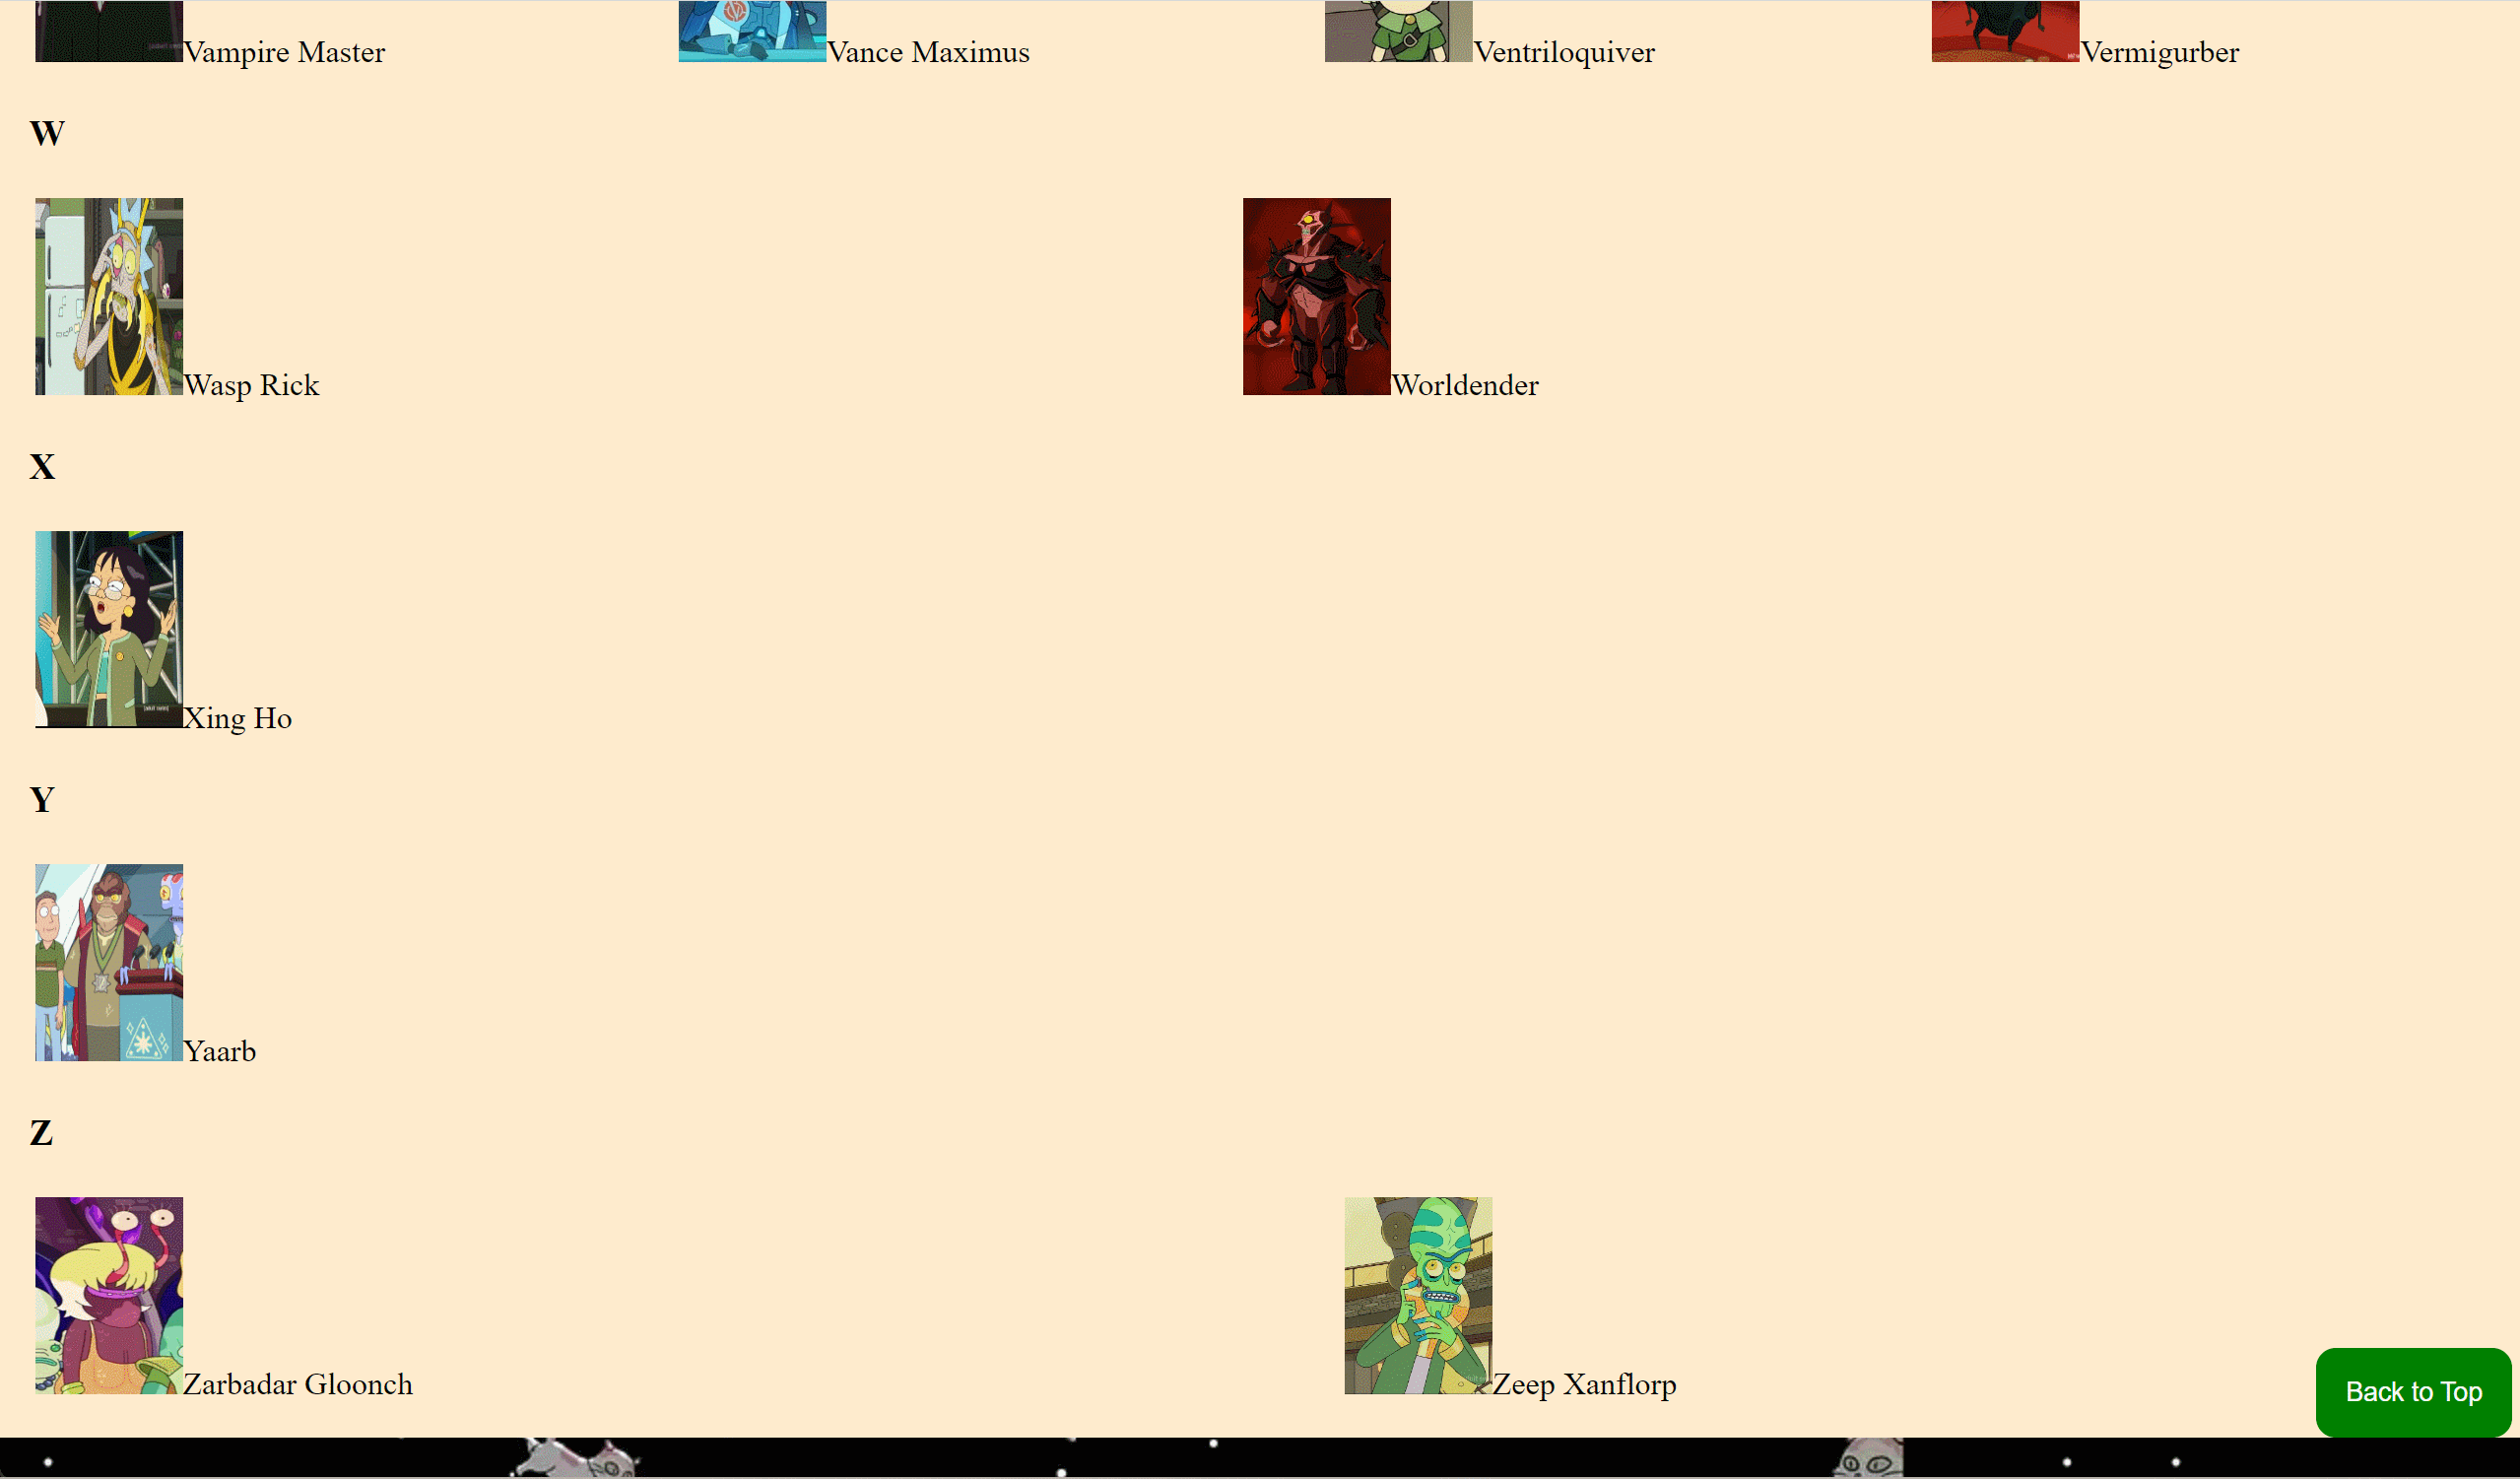 Vampire Master Vance Maximus Ventriloquiver Vermigurber
W
Wasp Rick Worldender
X
Xing Ho
Y
Yaarb
Z
Zarbadar Gloonch Zeep Xanflorp
Back to Top